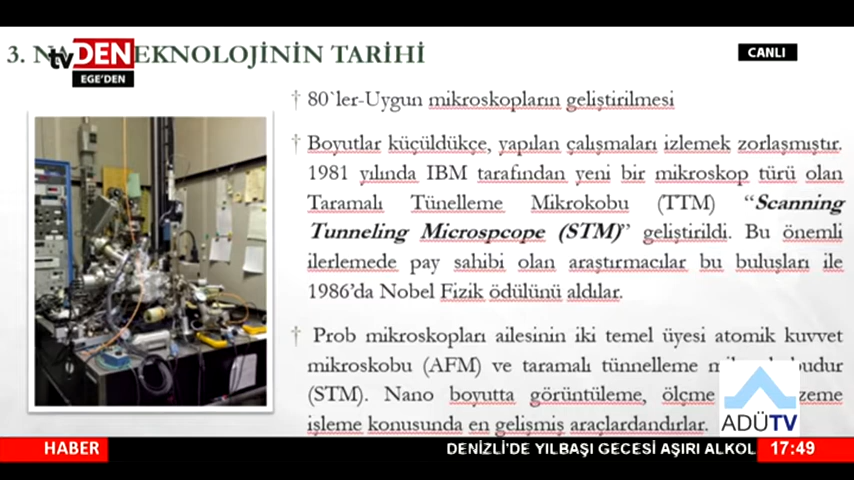 3. N
EKNOLOJİNİN TARİHİ
tvDEN
EGE'DEN
CANLI
† 80`ler-Uygun mikroskopların geliştirilmesi
† Boyutlar küçüldükçe, yapılan çalışmaları izlemek zorlaşmıştır.
1981 yılında IBM tarafından yeni bir mikroskop türü olan
Taramalı Tünelleme Mikrokobu (TTM) “Scanning
Tunneling Microspcope (STM)” geliştirildi. Bu önemli
ilerlemede pay sahibi olan araştırmacılar bu buluşları ile
1986’da Nobel Fizik ödülünü aldılar.
† Prob mikroskopları ailesinin iki temel üyesi atomik kuvvet
mikroskobu (AFM) ve taramalı tünnelleme
(STM). Nano boyutta görüntüleme, ölçme
işleme konusunda en gelişmiş araçlardandırlar.
ADÜTV
HABER
DENİZLİ'DE YILBAŞI GECESİ AŞIRI ALKOL
17:49